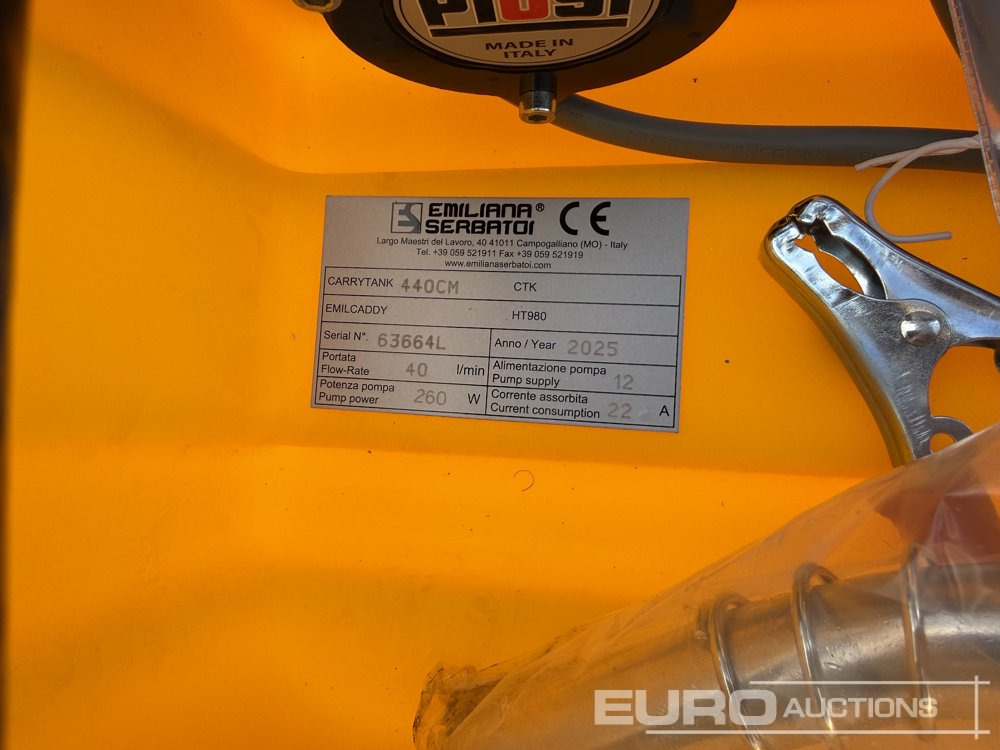 Piusi
MADE IN
ITALY
YONGGUAN
ES EMILIANA® CE
SERBATOI
Largo Maestri del Lavoro, 40 41011 Campogalliano (MO) - Italy
Tel. +39 059 521911 Fax +39 059 521919
www.emilianaserbatoi.com
CARRYTANK 440CM CTK
EMILCADDY HT980
Serial N°. 63664L Anno / Year 2025
Portata
Flow-Rate 40 l/min
Alimentazione pompa
Pump supply 12
Potenza pompa
Pump power 260 W
Corrente assorbita
Current consumption 22 A
EURO AUCTIONS